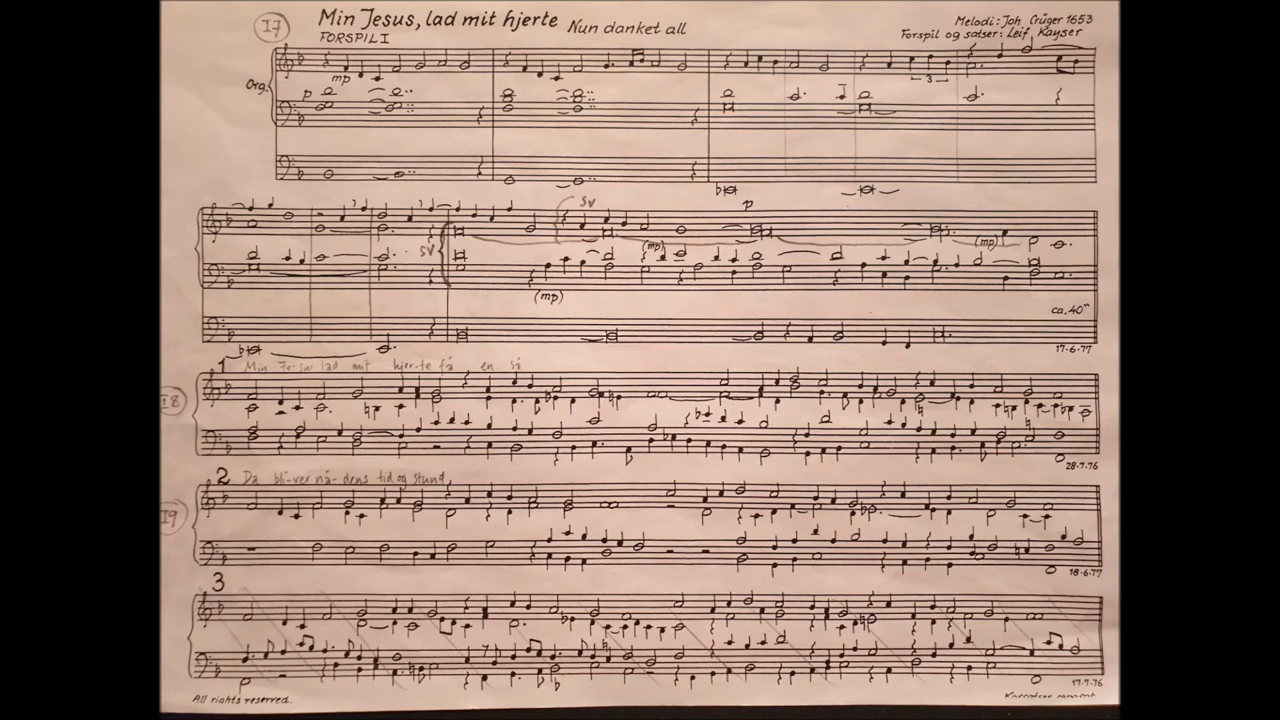 17
Min Jesus, lad mit hjerte
Nun danket all
Melodi: Joh Crüger 1653
FORSPIL I
Forspil og satser: Leif Kayser
Org.
mp
p
3
p
SV
SV
(mp)
(mp)
(mp)
ca. 40"
17-6-77
18
1
Min Je-sus lad mit hjer-te få en så
28-7-76
19
2
Da bli-ver nå-dens tid og stund
18-6-77
3
17-7-76
All rights reserved.